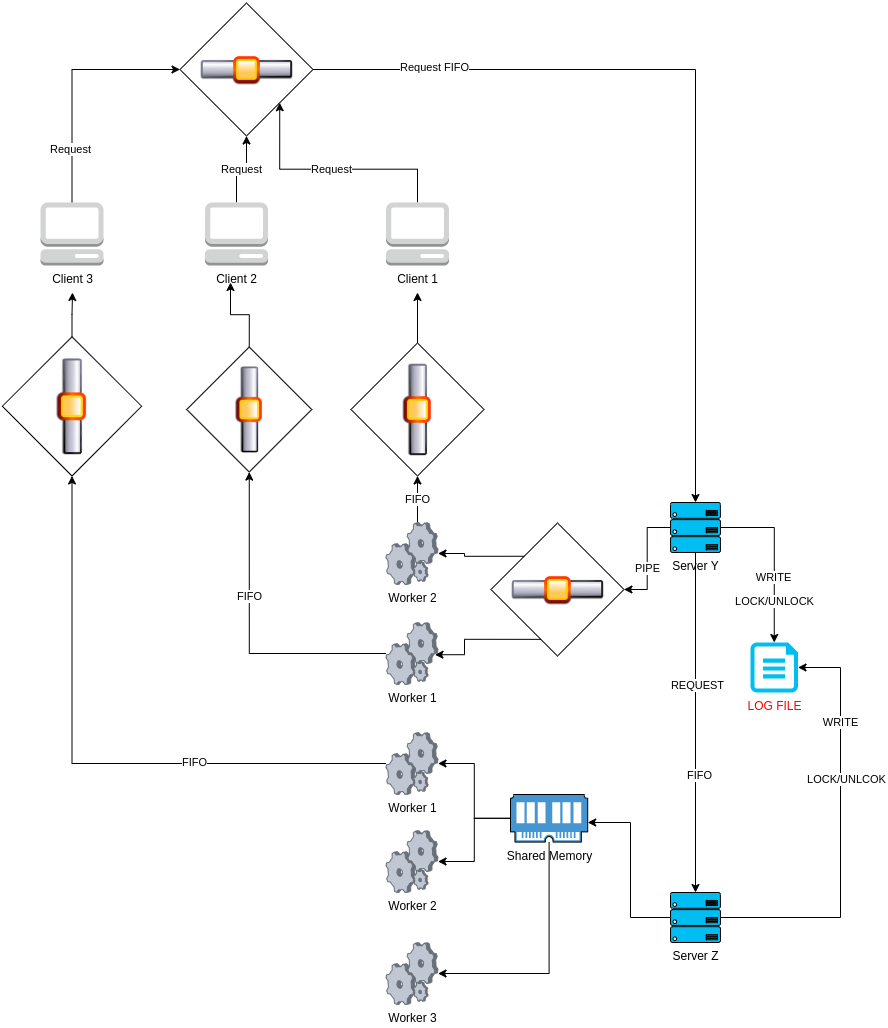 Request FIFO
Request
Request
Request
Client 3
Client 2
Client 1
FIFO
Worker 2
PIPE
Server Y
WRITE
LOCK/UNLOCK
FIFO
Worker 1
REQUEST
LOG FILE
WRITE
FIFO
FIFO
LOCK/UNLCOK
Worker 1
Shared Memory
Worker 2
Server Z
Worker 3